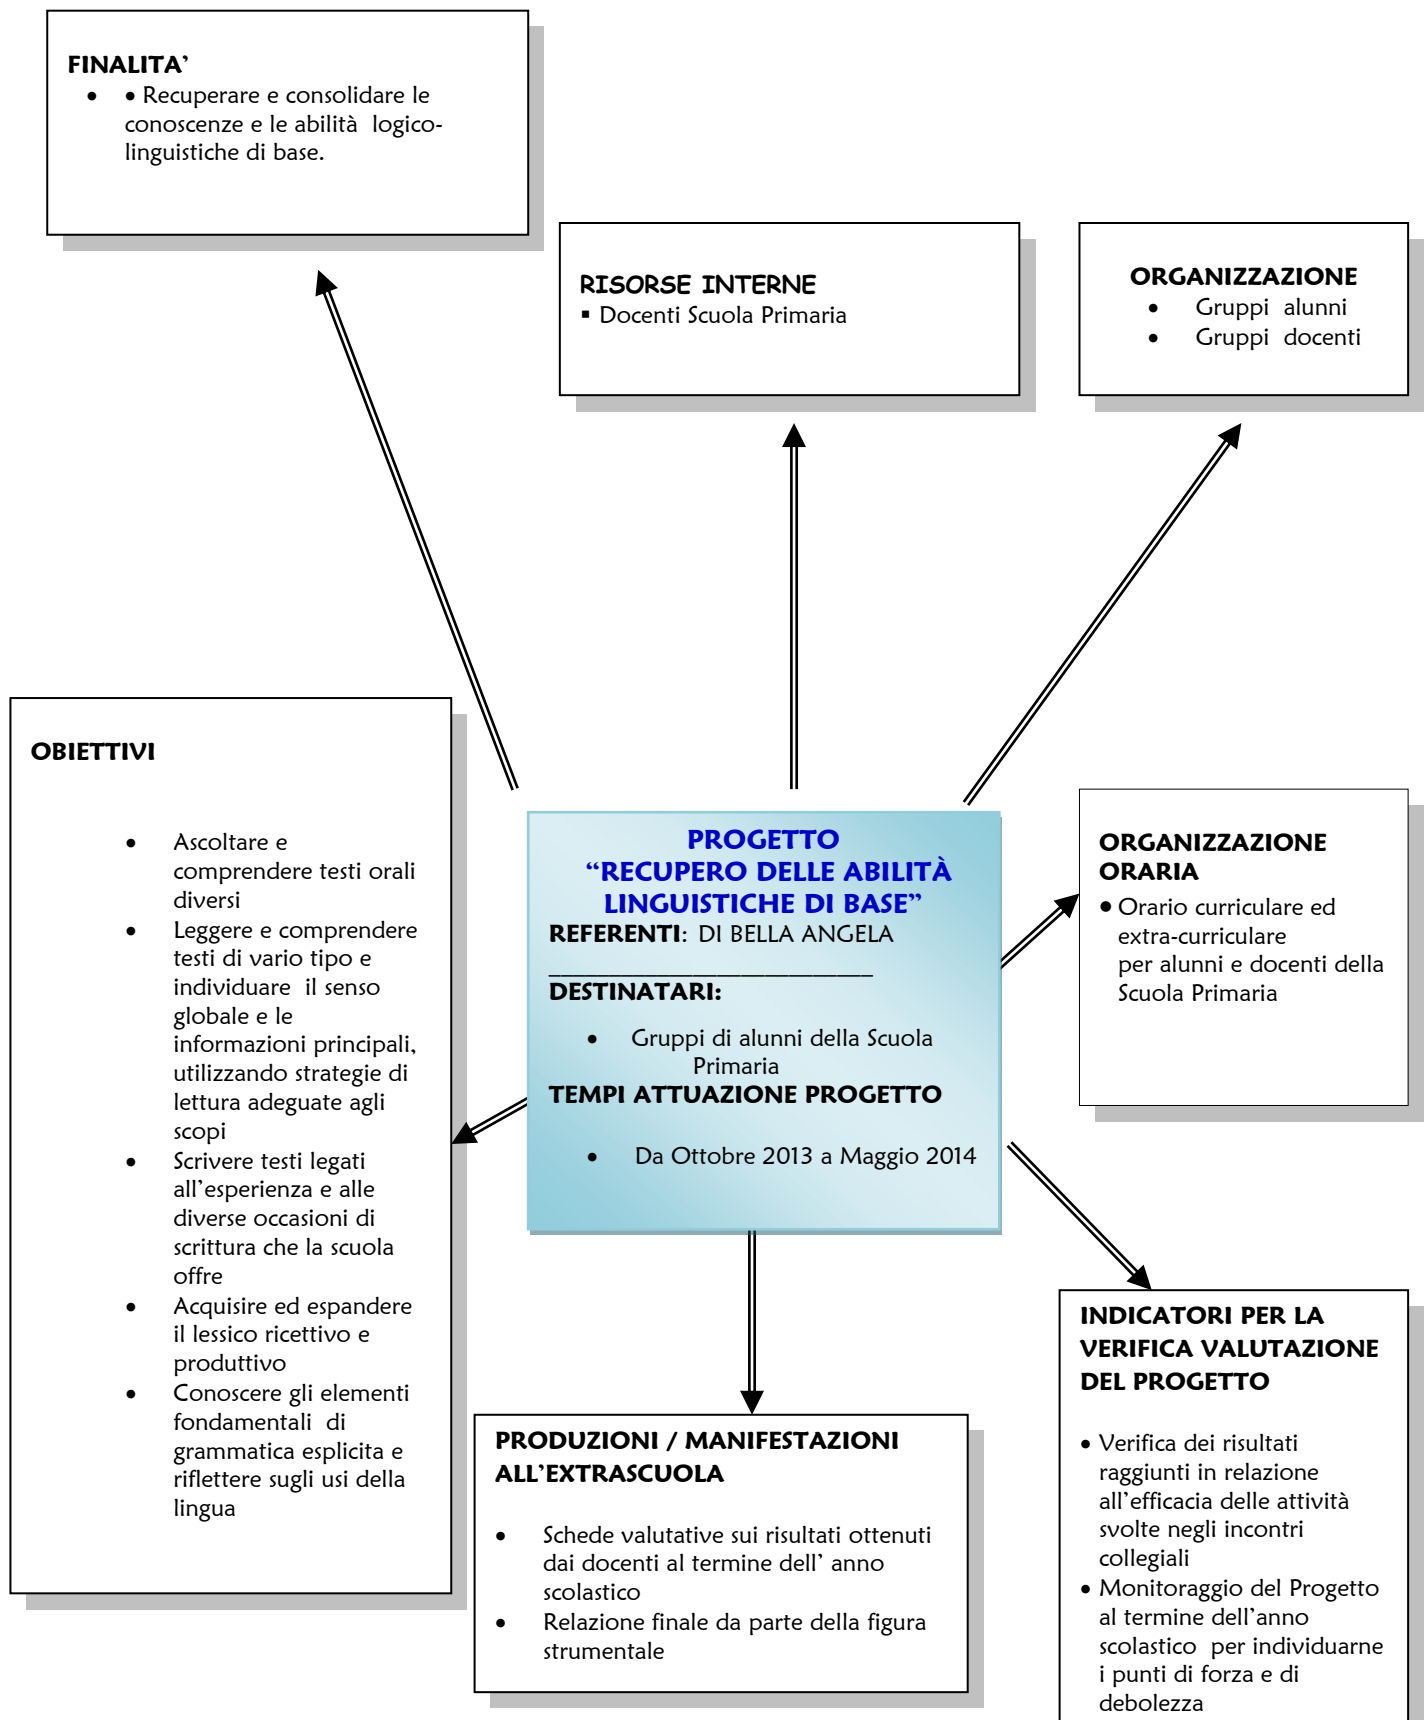 FINALITA’
• • Recuperare e consolidare le
conoscenze e le abilità logico-
linguistiche di base.
RISORSE INTERNE
▪ Docenti Scuola Primaria
ORGANIZZAZIONE
• Gruppi alunni
• Gruppi docenti
OBIETTIVI
• Ascoltare e
comprendere testi orali
diversi
• Leggere e comprendere
testi di vario tipo e
individuare il senso
globale e le
informazioni principali,
utilizzando strategie di
lettura adeguate agli
scopi
• Scrivere testi legati
all’esperienza e alle
diverse occasioni di
scrittura che la scuola
offre
• Acquisire ed espandere
il lessico ricettivo e
produttivo
• Conoscere gli elementi
fondamentali di
grammatica esplicita e
riflettere sugli usi della
lingua
PROGETTO
“RECUPERO DELLE ABILITÀ
LINGUISTICHE DI BASE”
REFERENTI: DI BELLA ANGELA
___________________________
DESTINATARI:
• Gruppi di alunni della Scuola
Primaria
TEMPI ATTUAZIONE PROGETTO
• Da Ottobre 2013 a Maggio 2014
ORGANIZZAZIONE
ORARIA
• Orario curriculare ed
extra-curriculare
per alunni e docenti della
Scuola Primaria
PRODUZIONI / MANIFESTAZIONI
ALL’EXTRASCUOLA
• Schede valutative sui risultati ottenuti
dai docenti al termine dell’ anno
scolastico
• Relazione finale da parte della figura
strumentale
INDICATORI PER LA
VERIFICA VALUTAZIONE
DEL PROGETTO
• Verifica dei risultati
raggiunti in relazione
all’efficacia delle attività
svolte negli incontri
collegiali
• Monitoraggio del Progetto
al termine dell’anno
scolastico per individuarne
i punti di forza e di
debolezza